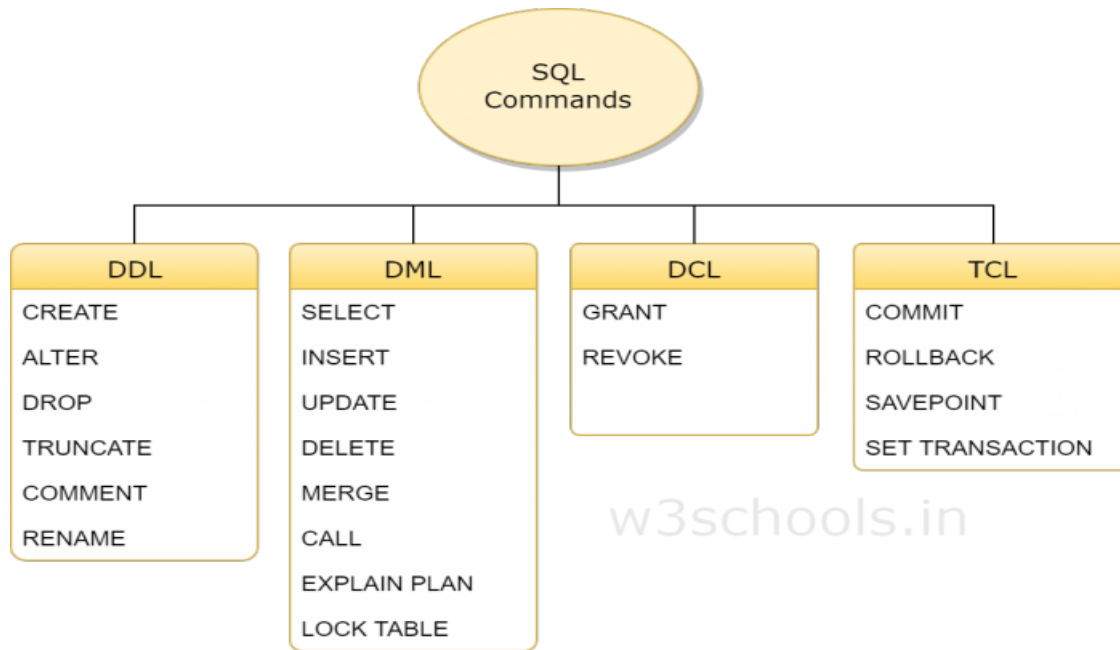 SQL
Commands
DDL
CREATE
ALTER
DROP
TRUNCATE
COMMENT
RENAME
DML
SELECT
INSERT
UPDATE
DELETE
MERGE
CALL
EXPLAIN PLAN
LOCK TABLE
DCL
GRANT
REVOKE
TCL
COMMIT
ROLLBACK
SAVEPOINT
SET TRANSACTION
w3schools.in